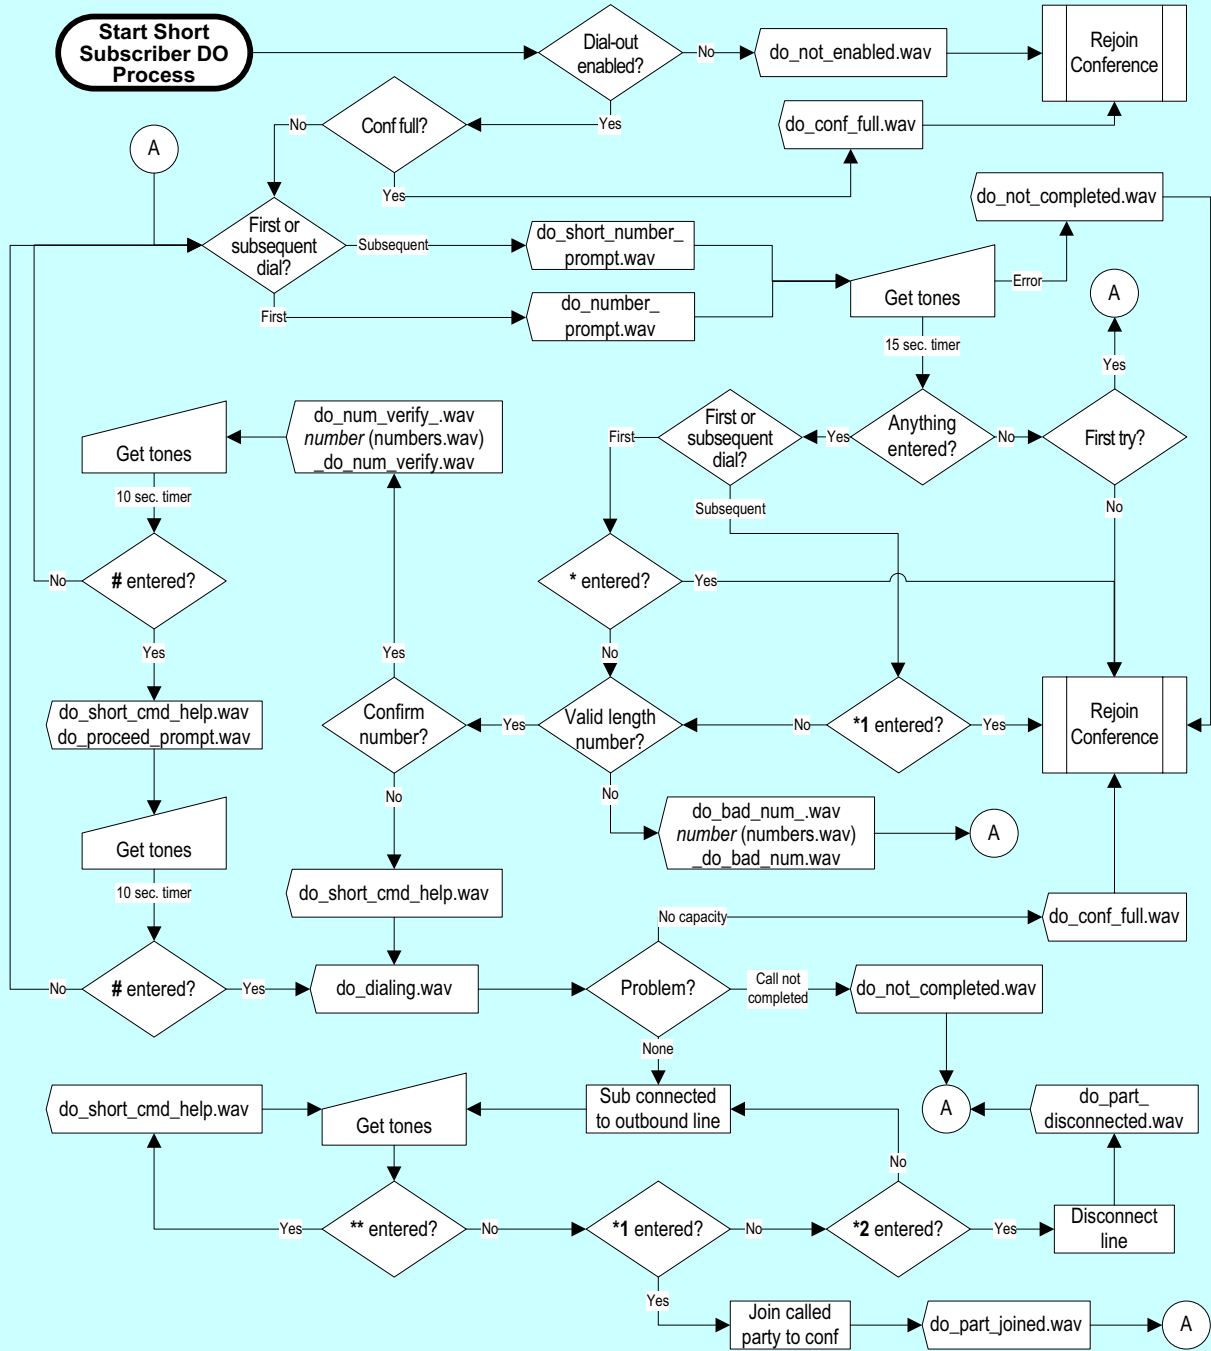 Start Short
Subscriber DO
Process
Dial-out
enabled?
No
do_not_enabled.wav
Rejoin
Conference
Yes
Conf full?
No
Yes
do_conf_full.wav
A
First or
subsequent
dial?
Subsequent
do_short_number_
prompt.wav
First
do_number_
prompt.wav
Get tones
Error
do_not_completed.wav
15 sec. timer
A
Yes
First try?
No
Anything
entered?
No
Yes
First or
subsequent
dial?
First
Subsequent
do_num_verify_.wav
number (numbers.wav)
_do_num_verify.wav
Get tones
10 sec. timer
# entered?
No
Yes
* entered?
Yes
No
do_short_cmd_help.wav
do_proceed_prompt.wav
Yes
Confirm
number?
Yes
Valid length
number?
No
*1 entered?
Yes
Rejoin
Conference
No
No
do_bad_num_.wav
number (numbers.wav)
_do_bad_num.wav
A
Get tones
10 sec. timer
do_short_cmd_help.wav
No capacity
do_conf_full.wav
No
# entered?
Yes
do_dialing.wav
Problem?
Call not
completed
do_not_completed.wav
None
do_short_cmd_help.wav
Get tones
Sub connected
to outbound line
A
do_part_
disconnected.wav
No
Yes
** entered?
No
*1 entered?
No
*2 entered?
Yes
Disconnect
line
Yes
Join called
party to conf
do_part_joined.wav
A